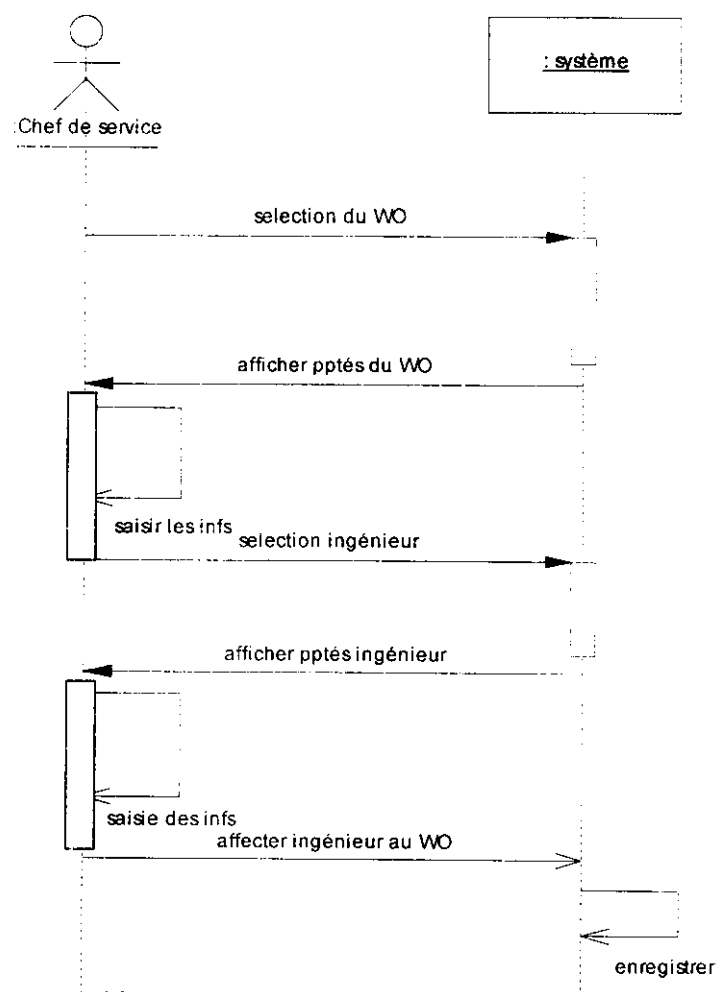 : système
:Chef de service
selection du WO
afficher pptés du WO
saisir les infs
selection ingénieur
afficher pptés ingénieur
saisie des infs
affecter ingénieur au WO
enregistrer